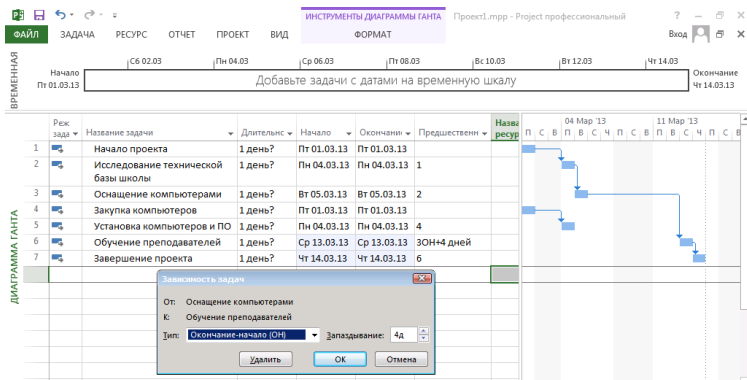 ИНСТРУМЕНТЫ ДИАГРАММЫ ГАНТА Проект1.mpp - Project профессиональный
ФАЙЛ ЗАДАЧА РЕСУРС ОТЧЕТ ПРОЕКТ ВИД ФОРМАТ Вход
ВРЕМЕННАЯ
Сб 02.03 Пн 04.03 Ср 06.03 Пт 08.03 Вс 10.03 Вт 12.03 Чт 14.03
Начало
Пт 01.03.13
Добавьте задачи с датами на временную шкалу
Окончание
Чт 14.03.13
ДИАГРАММА ГАНТА
Реж зада Название задачи Длительнс Начало Окончани Предшественн Назва ресур
04 Мар '13 11 Мар '13
П С В П В С Ч П С В П В С Ч П С В
1 Начало проекта 1 день? Пт 01.03.13 Пт 01.03.13
2 Исследование технической базы школы 1 день? Пн 04.03.13 Пн 04.03.13 1
3 Оснащение компьютерами 1 день? Вт 05.03.13 Вт 05.03.13 2
4 Закупка компьютеров 1 день? Пт 01.03.13 Пт 01.03.13
5 Установка компьютеров и ПО 1 день? Пн 04.03.13 Пн 04.03.13 4
6 Обучение преподавателей 1 день? Ср 13.03.13 Ср 13.03.13 3ОН+4 дней
7 Завершение проекта 1 день? Чт 14.03.13 Чт 14.03.13 6
Зависимость задач
От: Оснащение компьютерами
К: Обучение преподавателей
Тип: Окончание-начало (ОН) Запаздывание: 4д
Удалить ОК Отмена